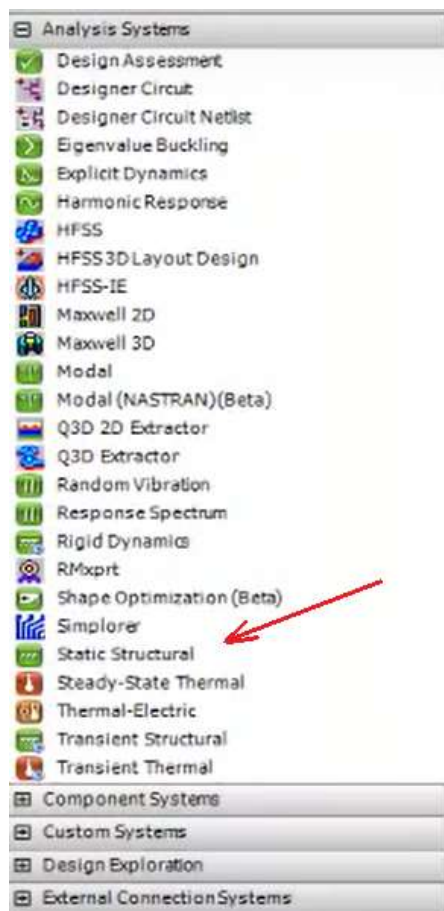 Analysis Systems
Design Assessment
Designer Circuit
Designer Circuit Netlist
Eigenvalue Buckling
Explicit Dynamics
Harmonic Response
HFSS
HFSS 3D Layout Design
HFSS-IE
Maxwell 2D
Maxwell 3D
Modal
Modal (NASTRAN)(Beta)
Q3D 2D Extractor
Q3D Extractor
Random Vibration
Response Spectrum
Rigid Dynamics
RMxprt
Shape Optimization (Beta)
Simplorer
Static Structural
Steady-State Thermal
Thermal-Electric
Transient Structural
Transient Thermal
Component Systems
Custom Systems
Design Exploration
External Connection Systems